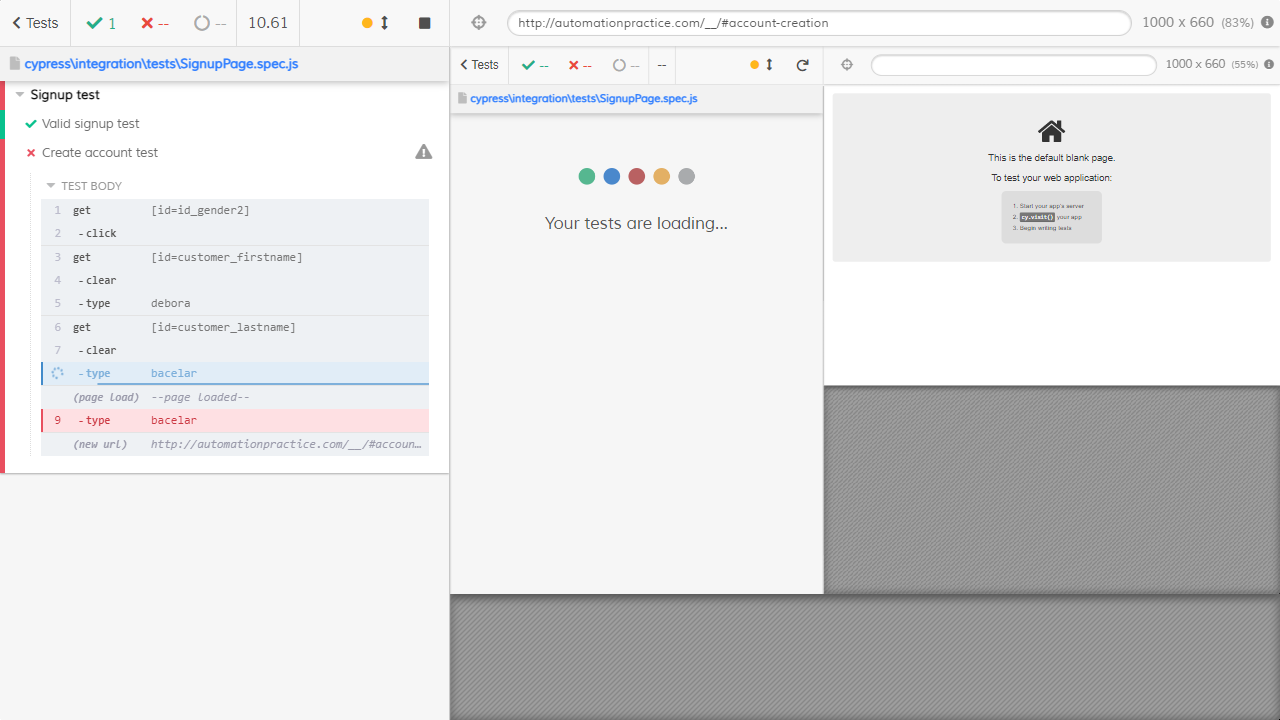 Tests 1 -- -- 10.61
cypress\integration\tests\SignupPage.spec.js
Signup test
Valid signup test
Create account test
TEST BODY
1 get [id=id_gender2]
2 -click
3 get [id=customer_firstname]
4 -clear
5 -type debora
6 get [id=customer_lastname]
7 -clear
-type bacelar
(page load) --page loaded--
9 -type bacelar
(new url) http://automationpractice.com/__/#accoun...
http://automationpractice.com/__/#account-creation 1000 x 660 (83%)
Tests -- -- -- --
cypress\integration\tests\SignupPage.spec.js
Your tests are loading...
1000 x 660 (55%)
This is the default blank page.
To test your web application:
1. Start your app's server
2. cy.visit() your app
3. Begin writing tests